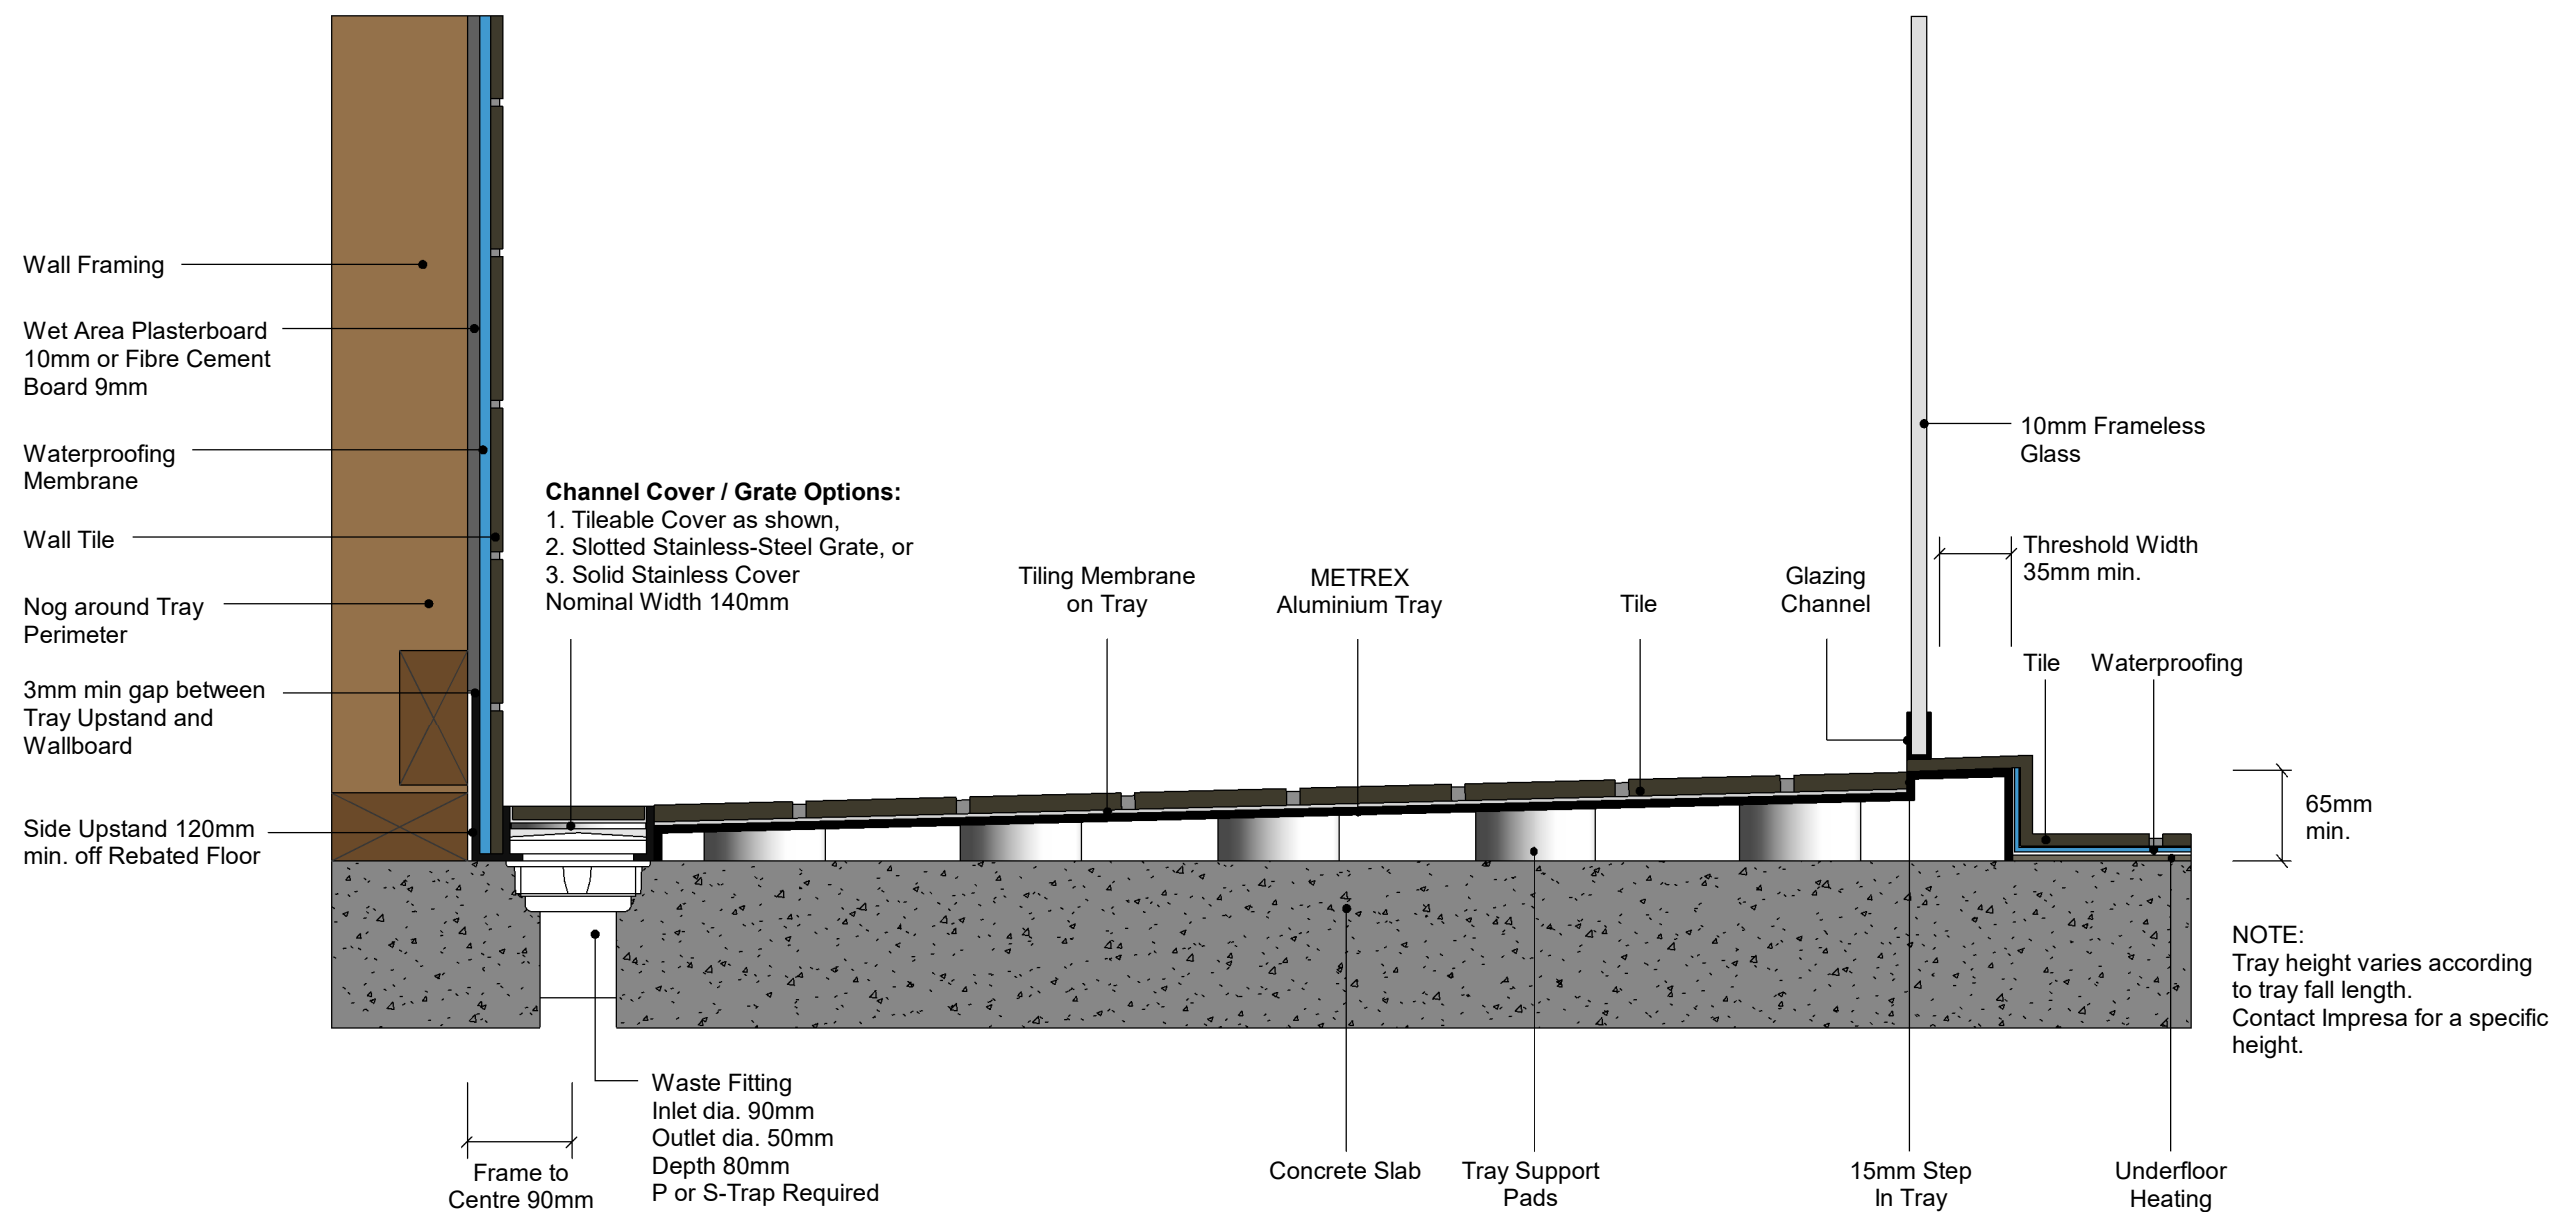 Wall Framing
Wet Area Plasterboard
10mm or Fibre Cement
Board 9mm
Waterproofing
Membrane
Wall Tile
Nog around Tray
Perimeter
3mm min gap between
Tray Upstand and
Wallboard
Side Upstand 120mm
min. off Rebated Floor
Channel Cover / Grate Options:
1. Tileable Cover as shown,
2. Slotted Stainless-Steel Grate, or
3. Solid Stainless Cover
Nominal Width 140mm
Tiling Membrane
on Tray
METREX
Aluminium Tray
Tile
Glazing
Channel
10mm Frameless
Glass
Threshold Width
35mm min.
Tile
Waterproofing
65mm
min.
NOTE:
Tray height varies according
to tray fall length.
Contact Impresa for a specific
height.
Frame to
Centre 90mm
Waste Fitting
Inlet dia. 90mm
Outlet dia. 50mm
Depth 80mm
P or S-Trap Required
Concrete Slab
Tray Support
Pads
15mm Step
In Tray
Underfloor
Heating